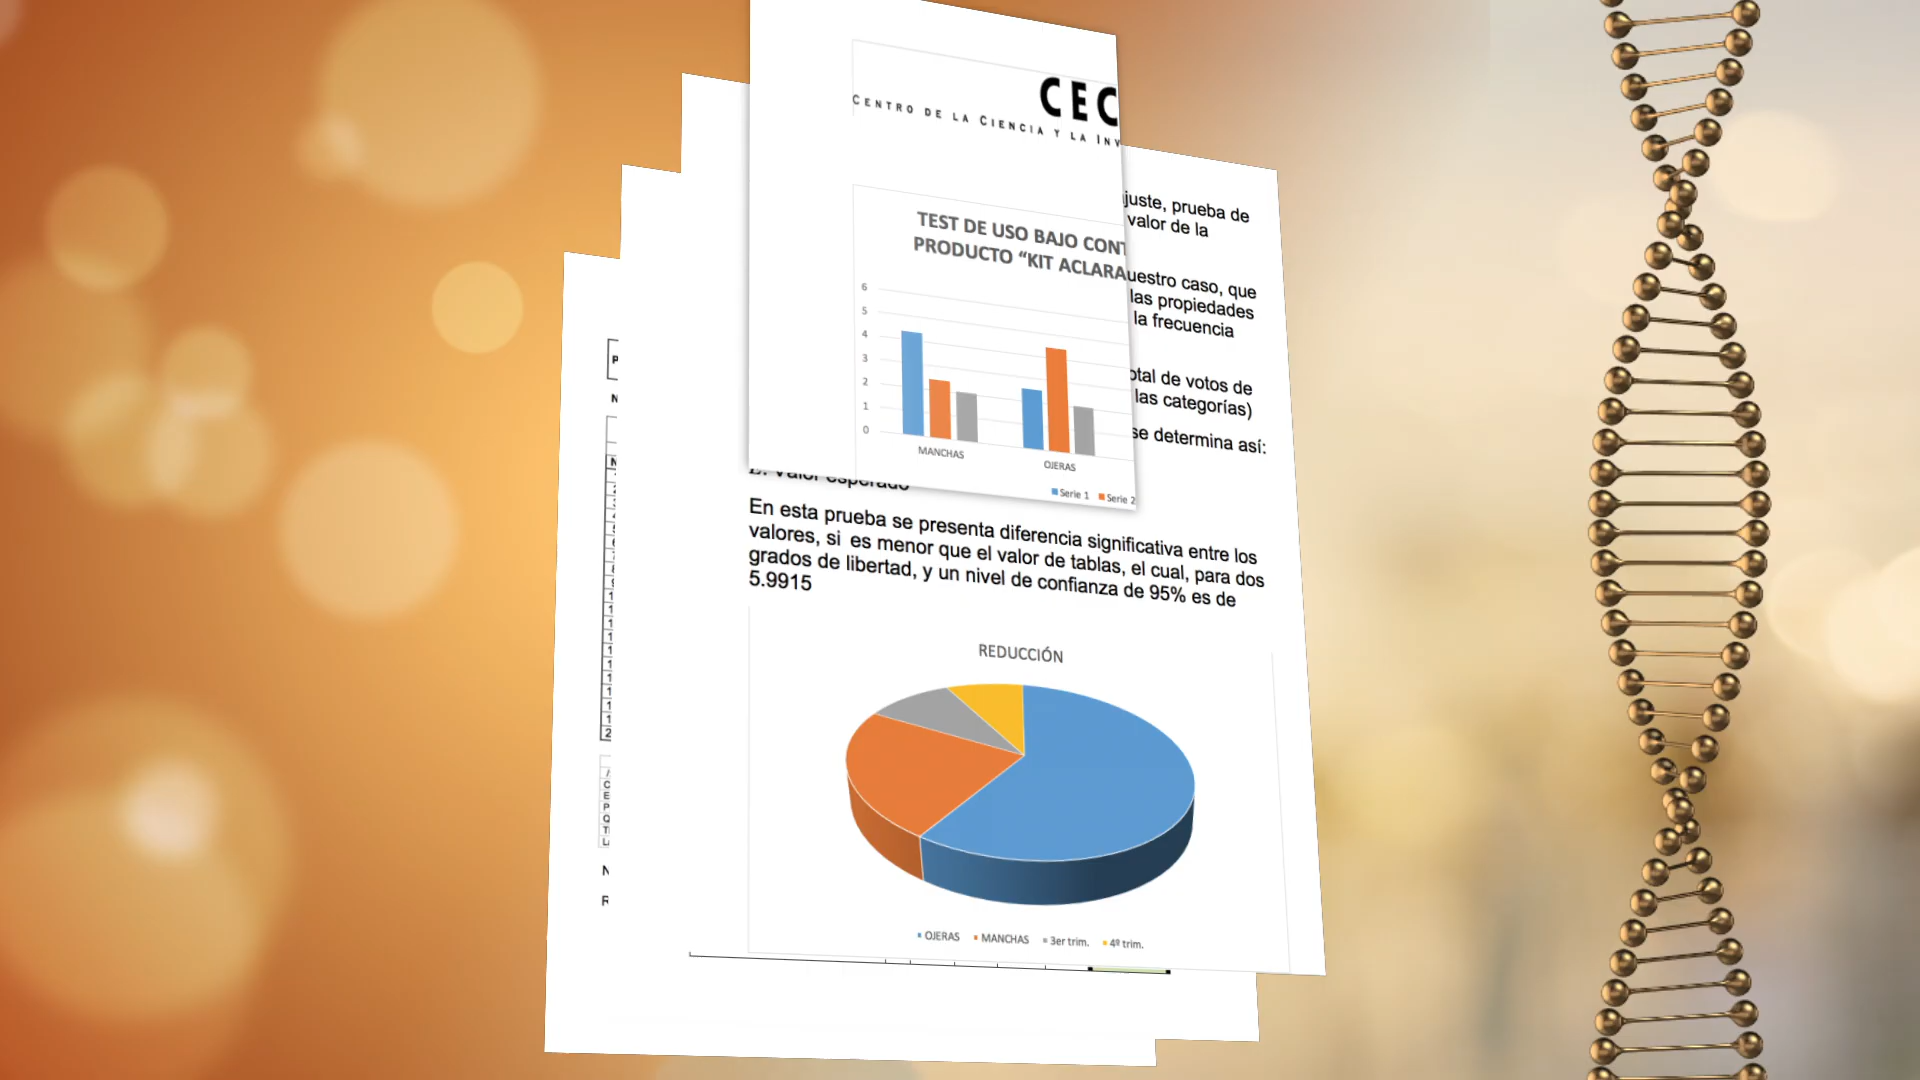 CEC
CENTRO DE LA CIENCIA Y LA INV
TEST DE USO BAJO CONT
PRODUCTO “KIT ACLARA
6
5
4
3
2
1
0
MANCHAS
OJERAS
Serie 1
Serie 2
juste, prueba de
valor de la
uestro caso, que
las propiedades
la frecuencia
otal de votos de
las categorías)
se determina así:
Valor esperado
En esta prueba se presenta diferencia significativa entre los
valores, si es menor que el valor de tablas, el cual, para dos
grados de libertad, y un nivel de confianza de 95% es de
5.9915
REDUCCIÓN
OJERAS MANCHAS 3er trim. 4º trim.